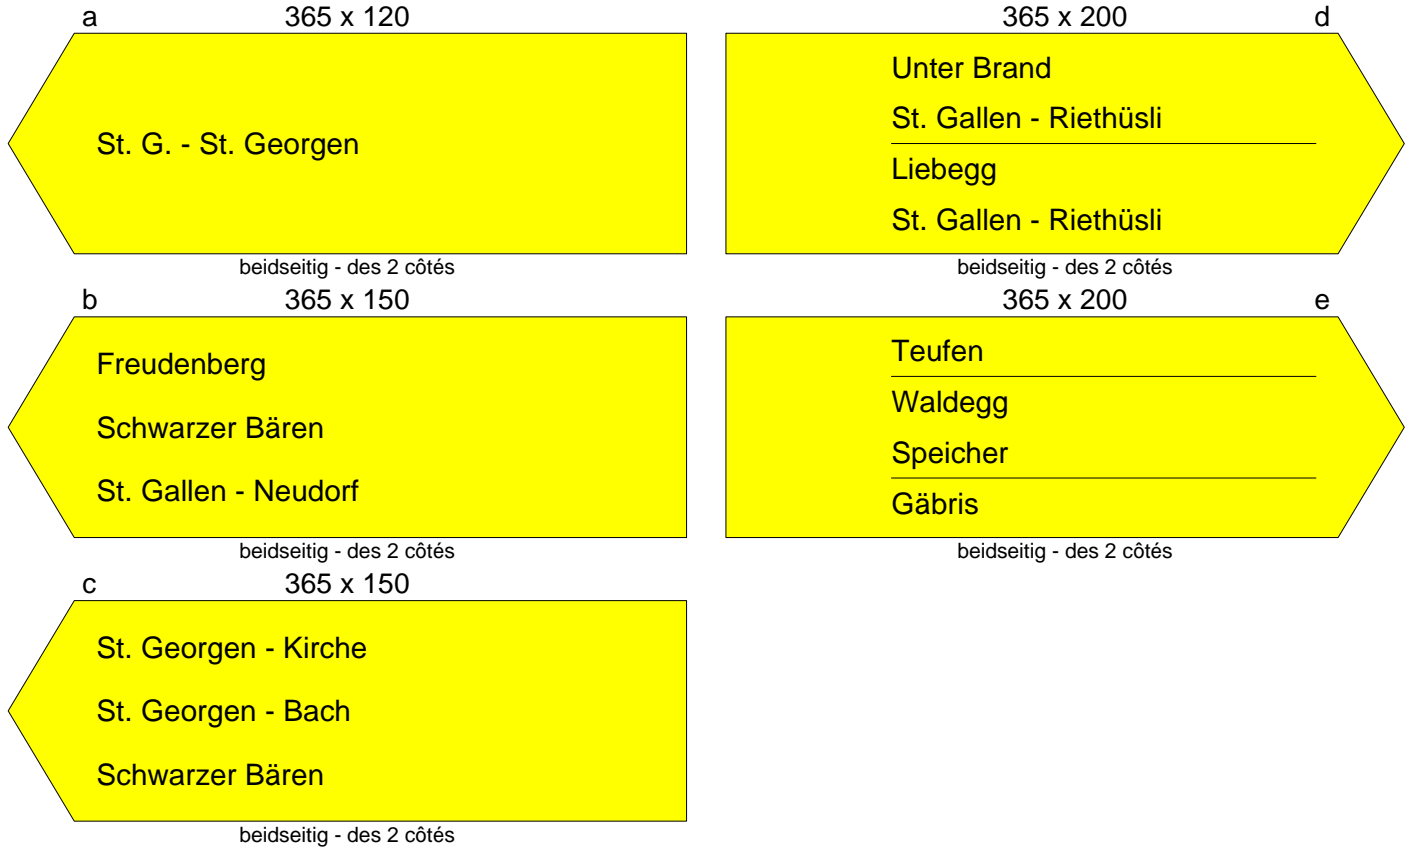 a 365 x 120
St. G. - St. Georgen
beidseitig - des 2 côtés
b 365 x 150
Freudenberg
Schwarzer Bären
St. Gallen - Neudorf
beidseitig - des 2 côtés
c 365 x 150
St. Georgen - Kirche
St. Georgen - Bach
Schwarzer Bären
beidseitig - des 2 côtés
365 x 200 d
Unter Brand
St. Gallen - Riethüsli
Liebegg
St. Gallen - Riethüsli
beidseitig - des 2 côtés
365 x 200 e
Teufen
Waldegg
Speicher
Gäbris
beidseitig - des 2 côtés